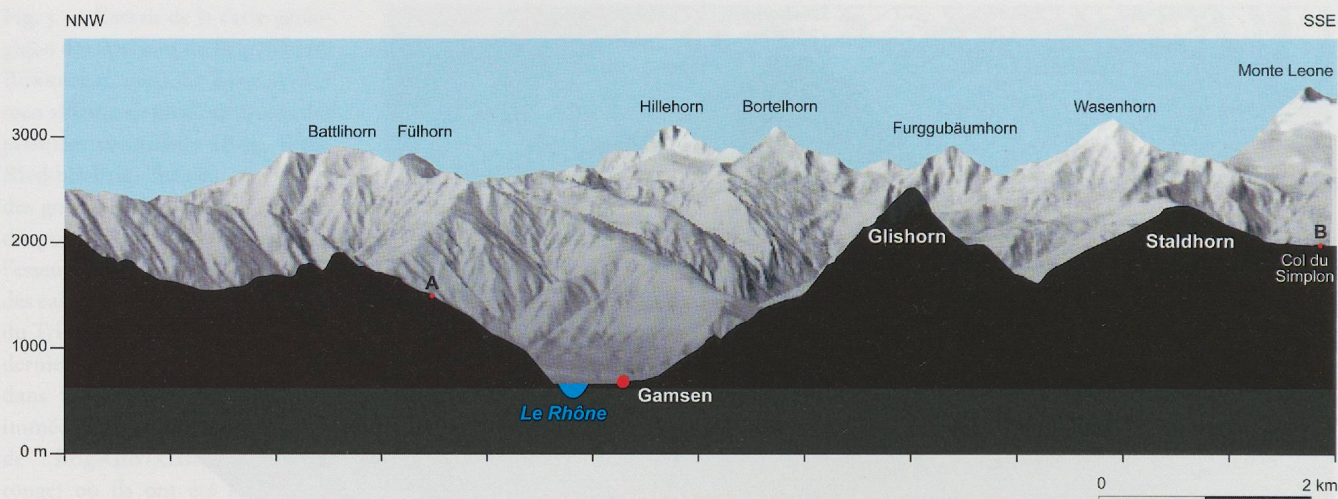 NNW
SSE
Monte Leone
Hillehorn
Bortelhorn
Wasenhorn
Battlihorn
Fülhorn
Furggubäumhorn
3000
2000
1000
0 m
Glishorn
Staldhorn
B
Col du
Simplon
A
Gamsen
Le Rhône
0
2 km